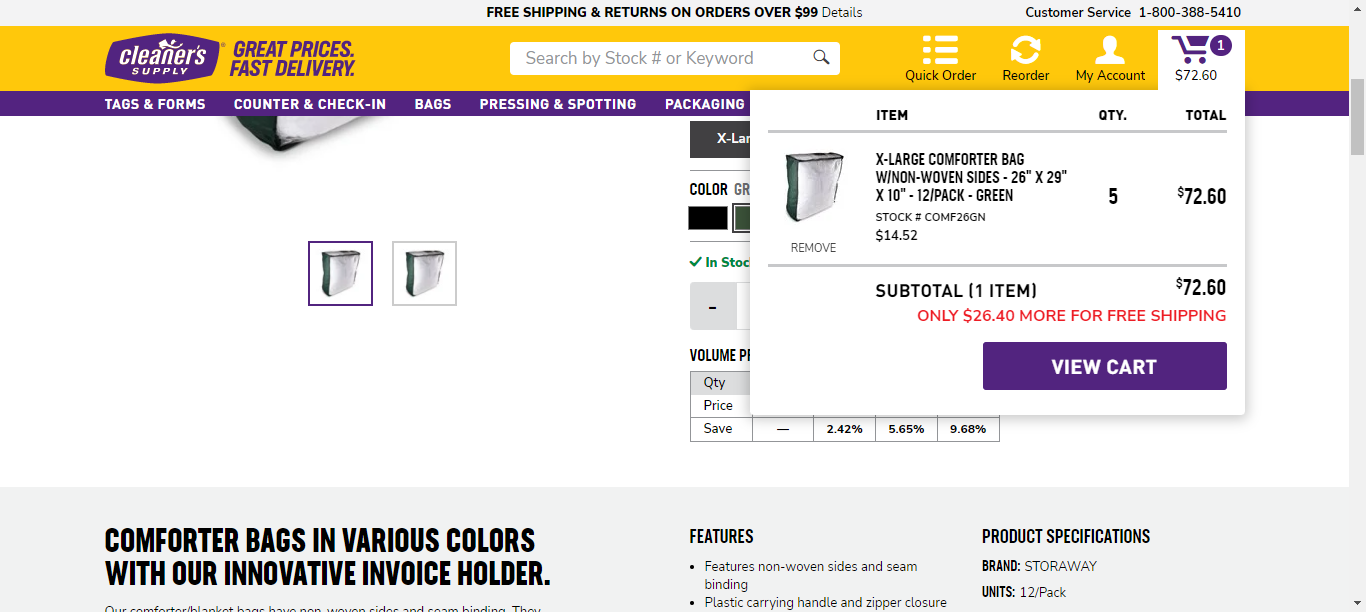 FREE SHIPPING & RETURNS ON ORDERS OVER $99 Details
Customer Service 1-800-388-5410
cleaner's
SUPPLY
GREAT PRICES.
FAST DELIVERY.
Search by Stock # or Keyword
Quick Order
Reorder
My Account
1
$72.60
TAGS & FORMS
COUNTER & CHECK-IN
BAGS
PRESSING & SPOTTING
PACKAGING
ITEM
QTY.
TOTAL
X-LARGE COMFORTER BAG
W/NON-WOVEN SIDES - 26" X 29"
X 10" - 12/PACK - GREEN
STOCK # COMF26GN
$14.52
5
$72.60
REMOVE
SUBTOTAL (1 ITEM)
$72.60
ONLY $26.40 MORE FOR FREE SHIPPING
VIEW CART
X-Lar
COLOR GR
In Stoc
-
VOLUME P
Qty
Price
Save — 2.42% 5.65% 9.68%
COMFORTER BAGS IN VARIOUS COLORS
WITH OUR INNOVATIVE INVOICE HOLDER.
Our comforter/blanket bags have non-woven sides and seam binding. They
FEATURES
• Features non-woven sides and seam
binding
• Plastic carrying handle and zipper closure
PRODUCT SPECIFICATIONS
BRAND: STORAWAY
UNITS: 12/Pack